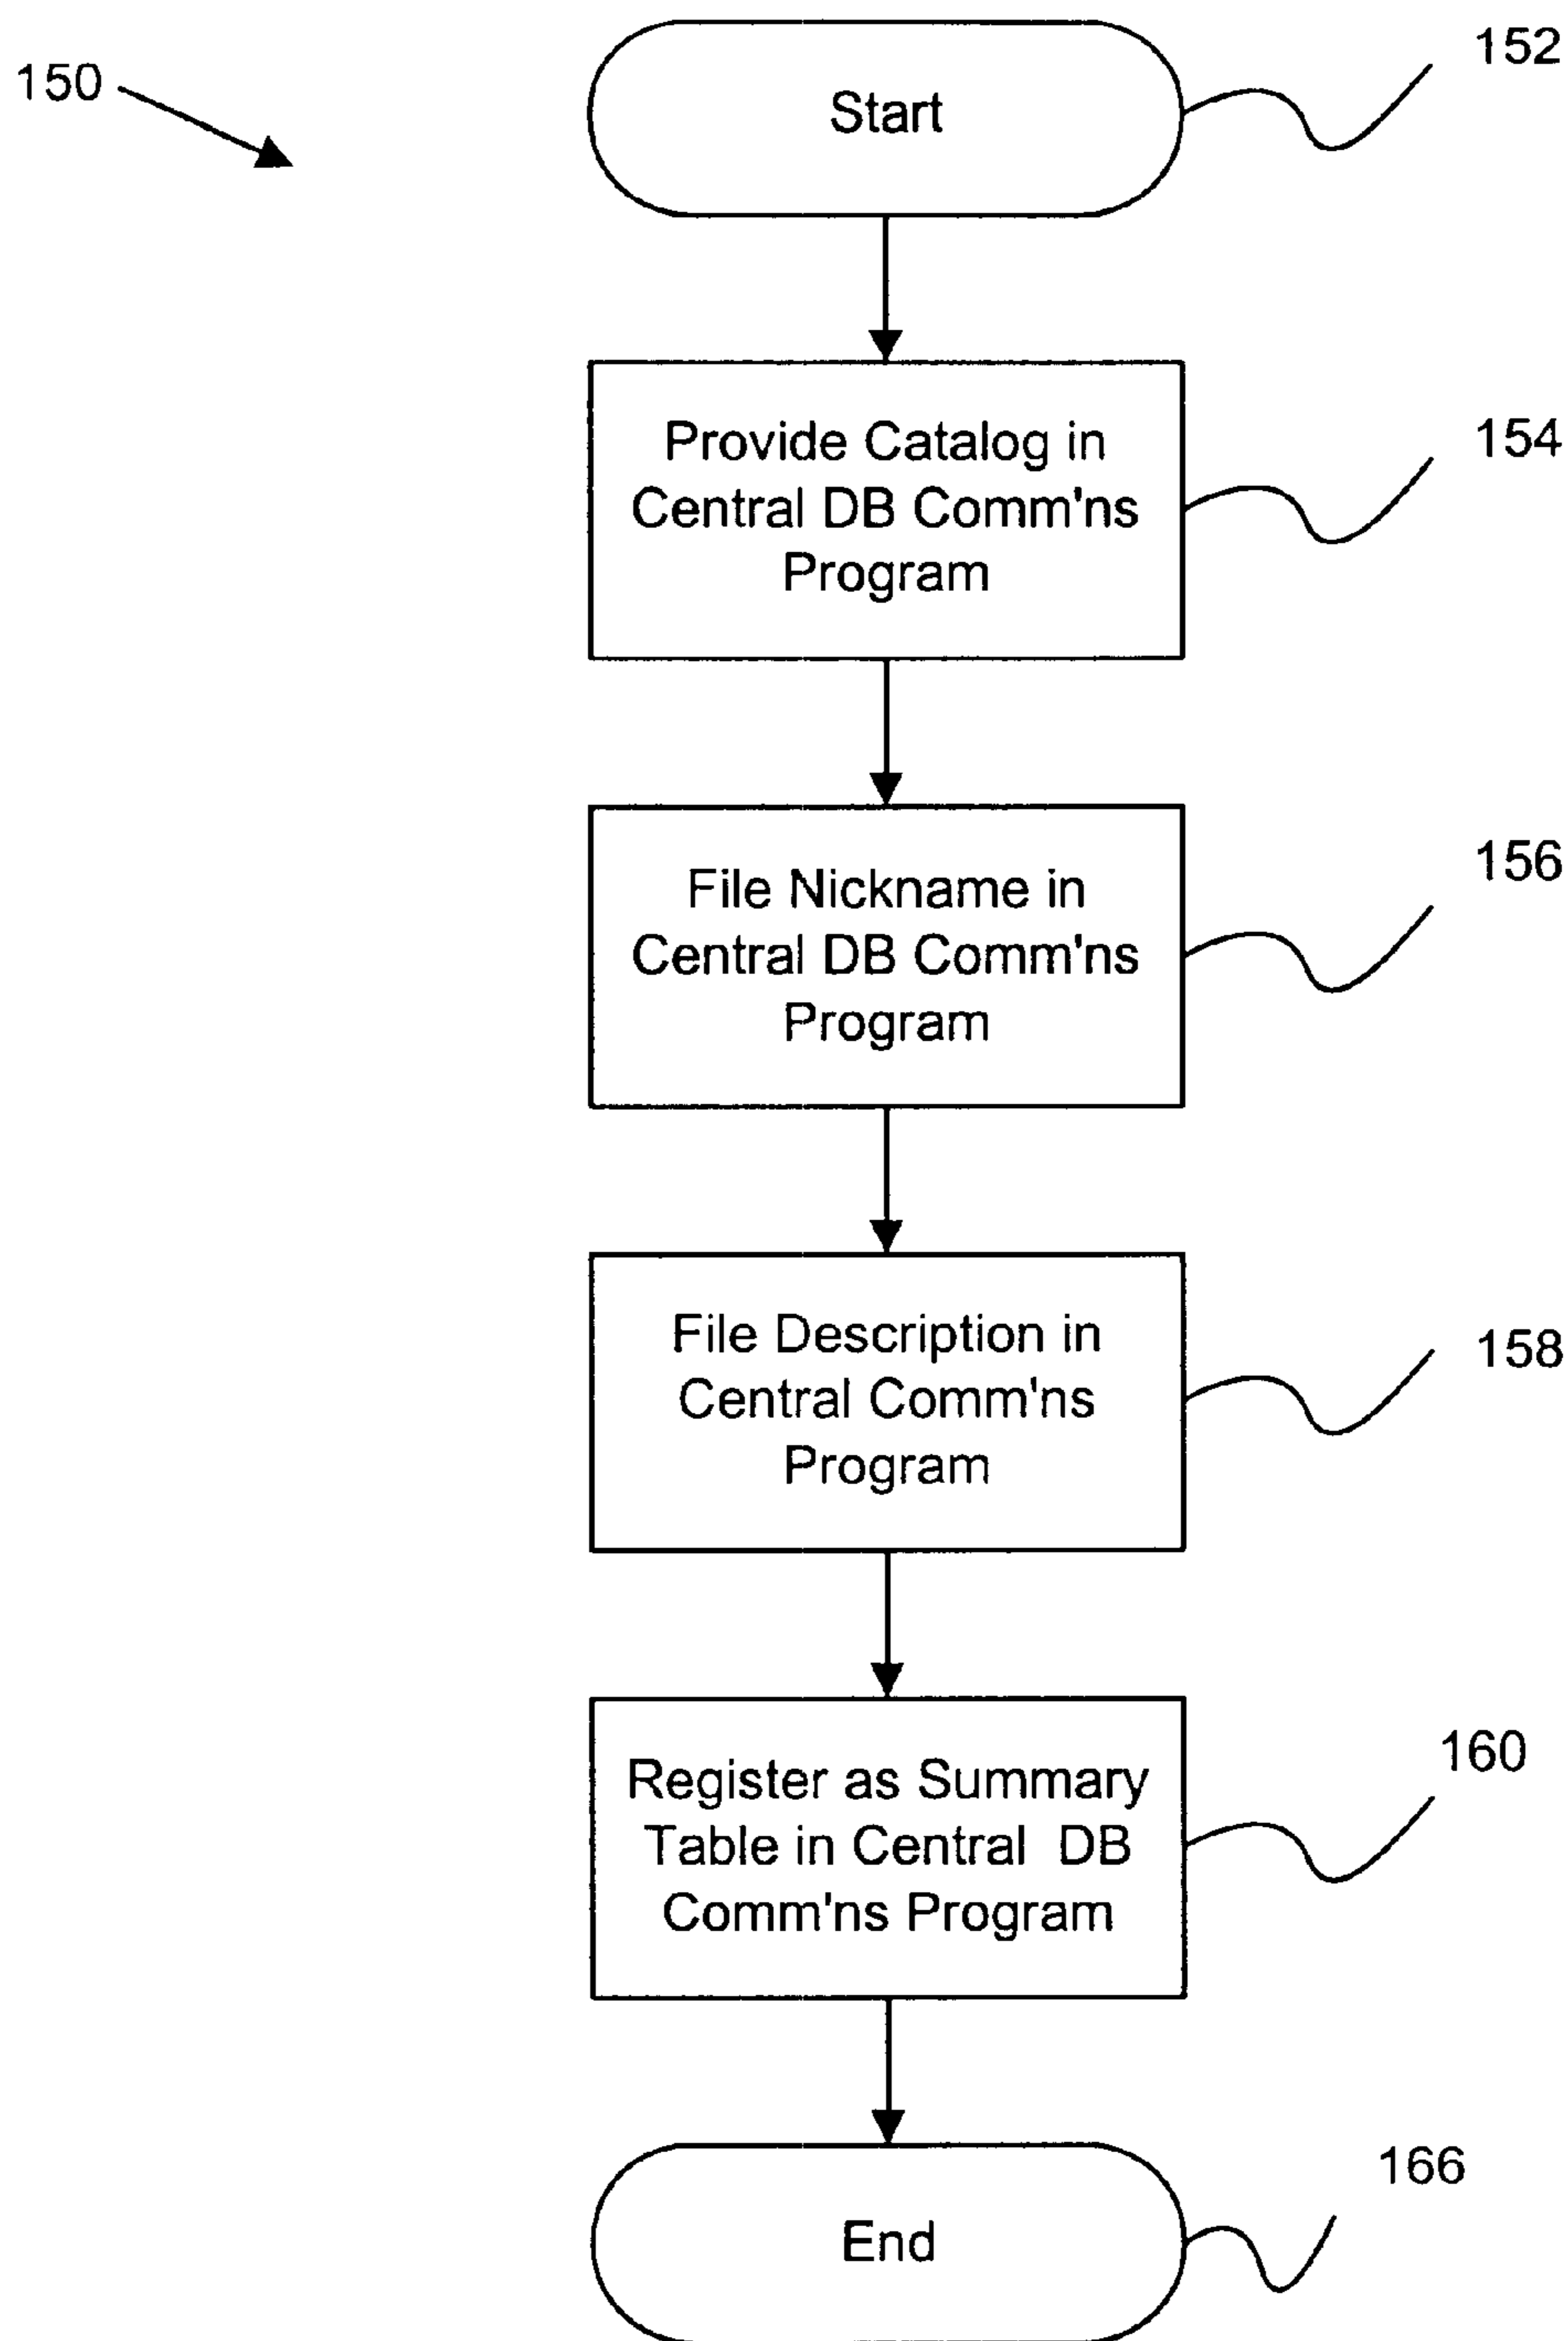 150
Start
152
Provide Catalog in
Central DB Comm'ns
Program
154
File Nickname in
Central DB Comm'ns
Program
156
File Description in
Central Comm'ns
Program
158
Register as Summary
Table in Central DB
Comm'ns Program
160
End
166